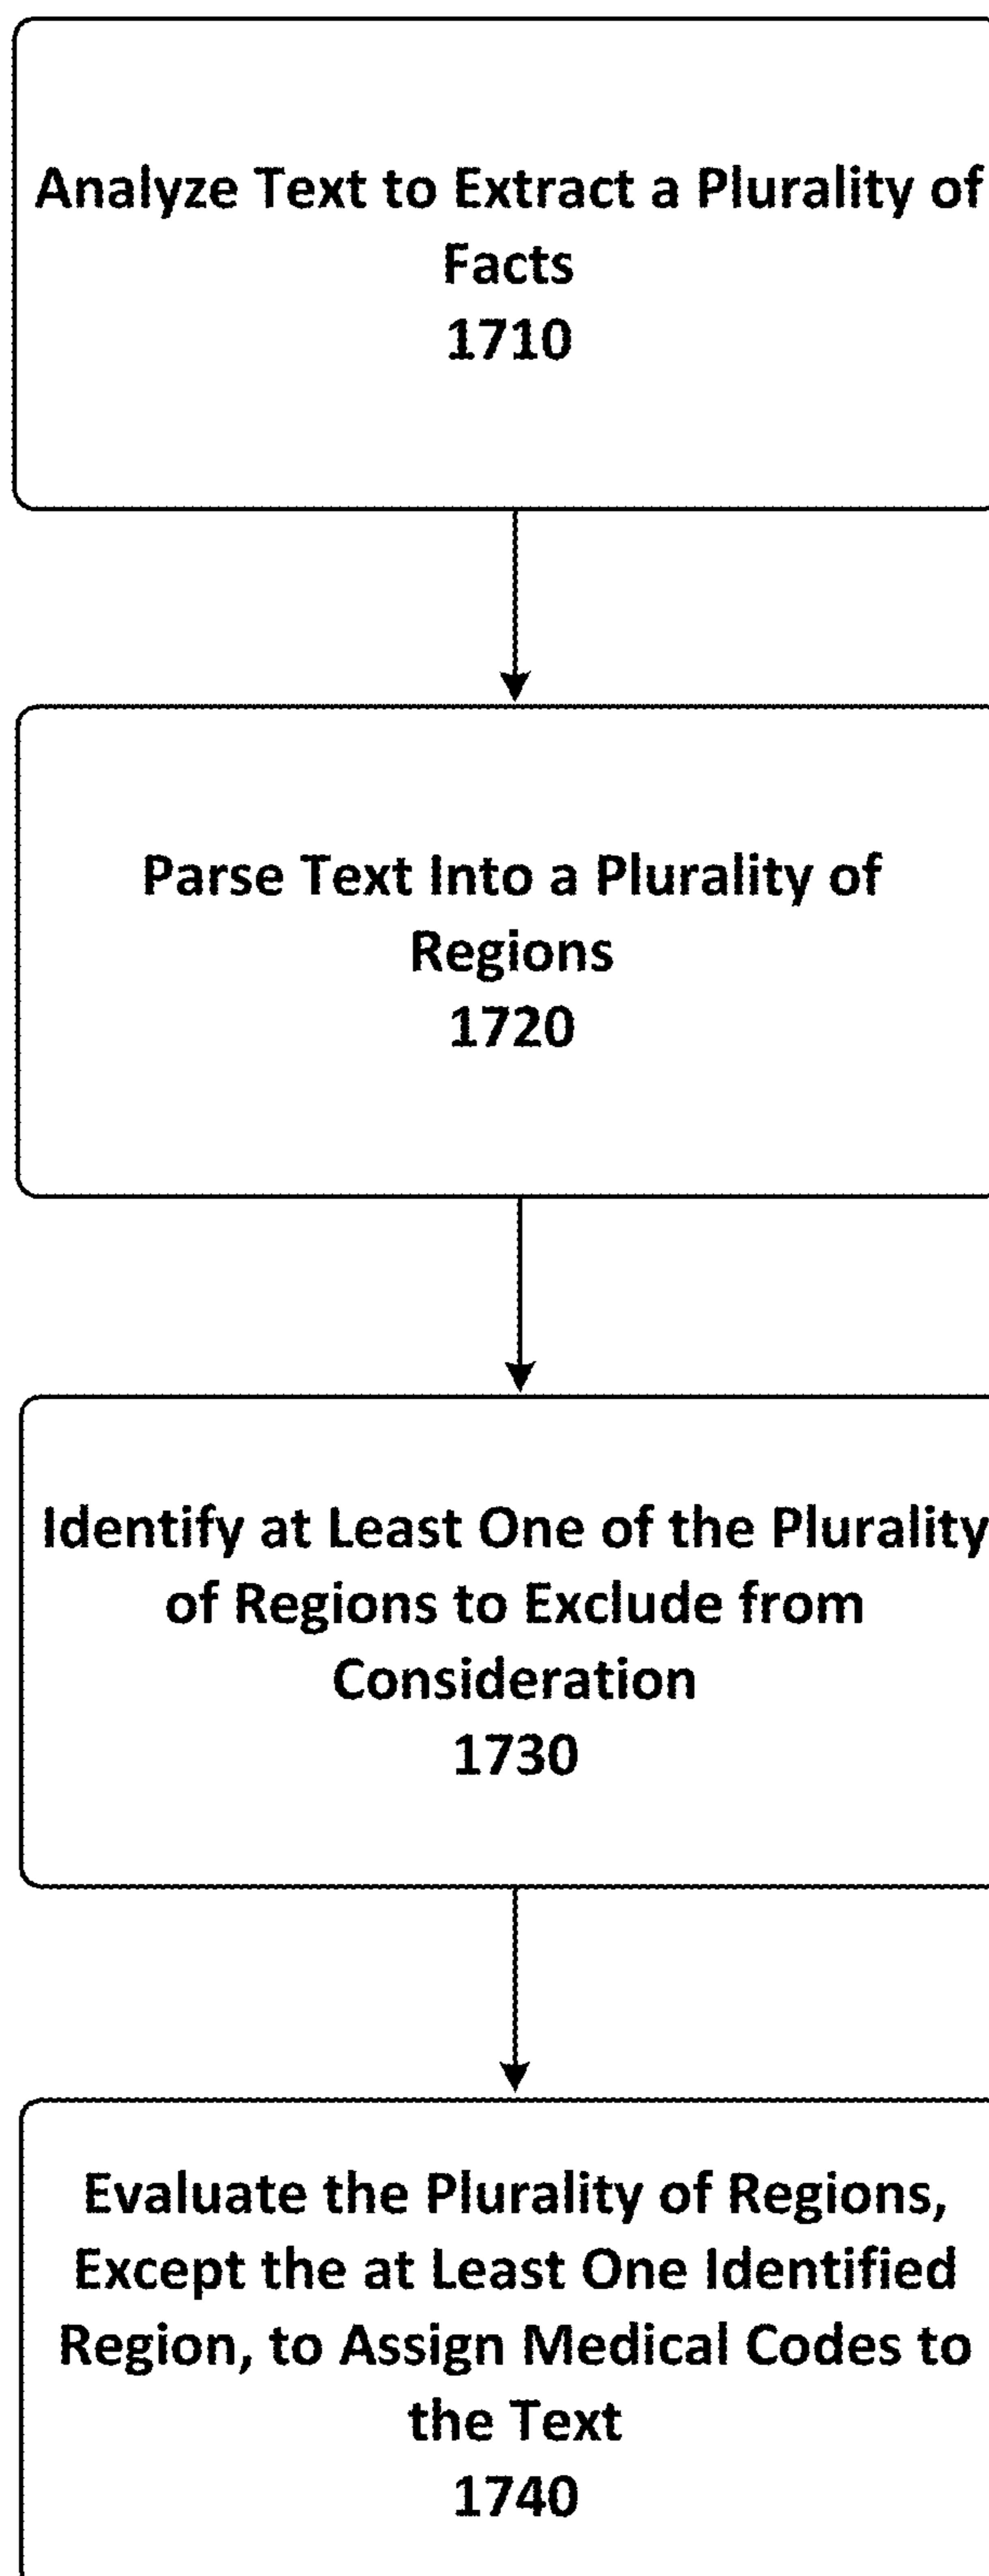 Analyze Text to Extract a Plurality of
Facts
1710
Parse Text Into a Plurality of
Regions
1720
Identify at Least One of the Plurality
of Regions to Exclude from
Consideration
1730
Evaluate the Plurality of Regions,
Except the at Least One Identified
Region, to Assign Medical Codes to
the Text
1740